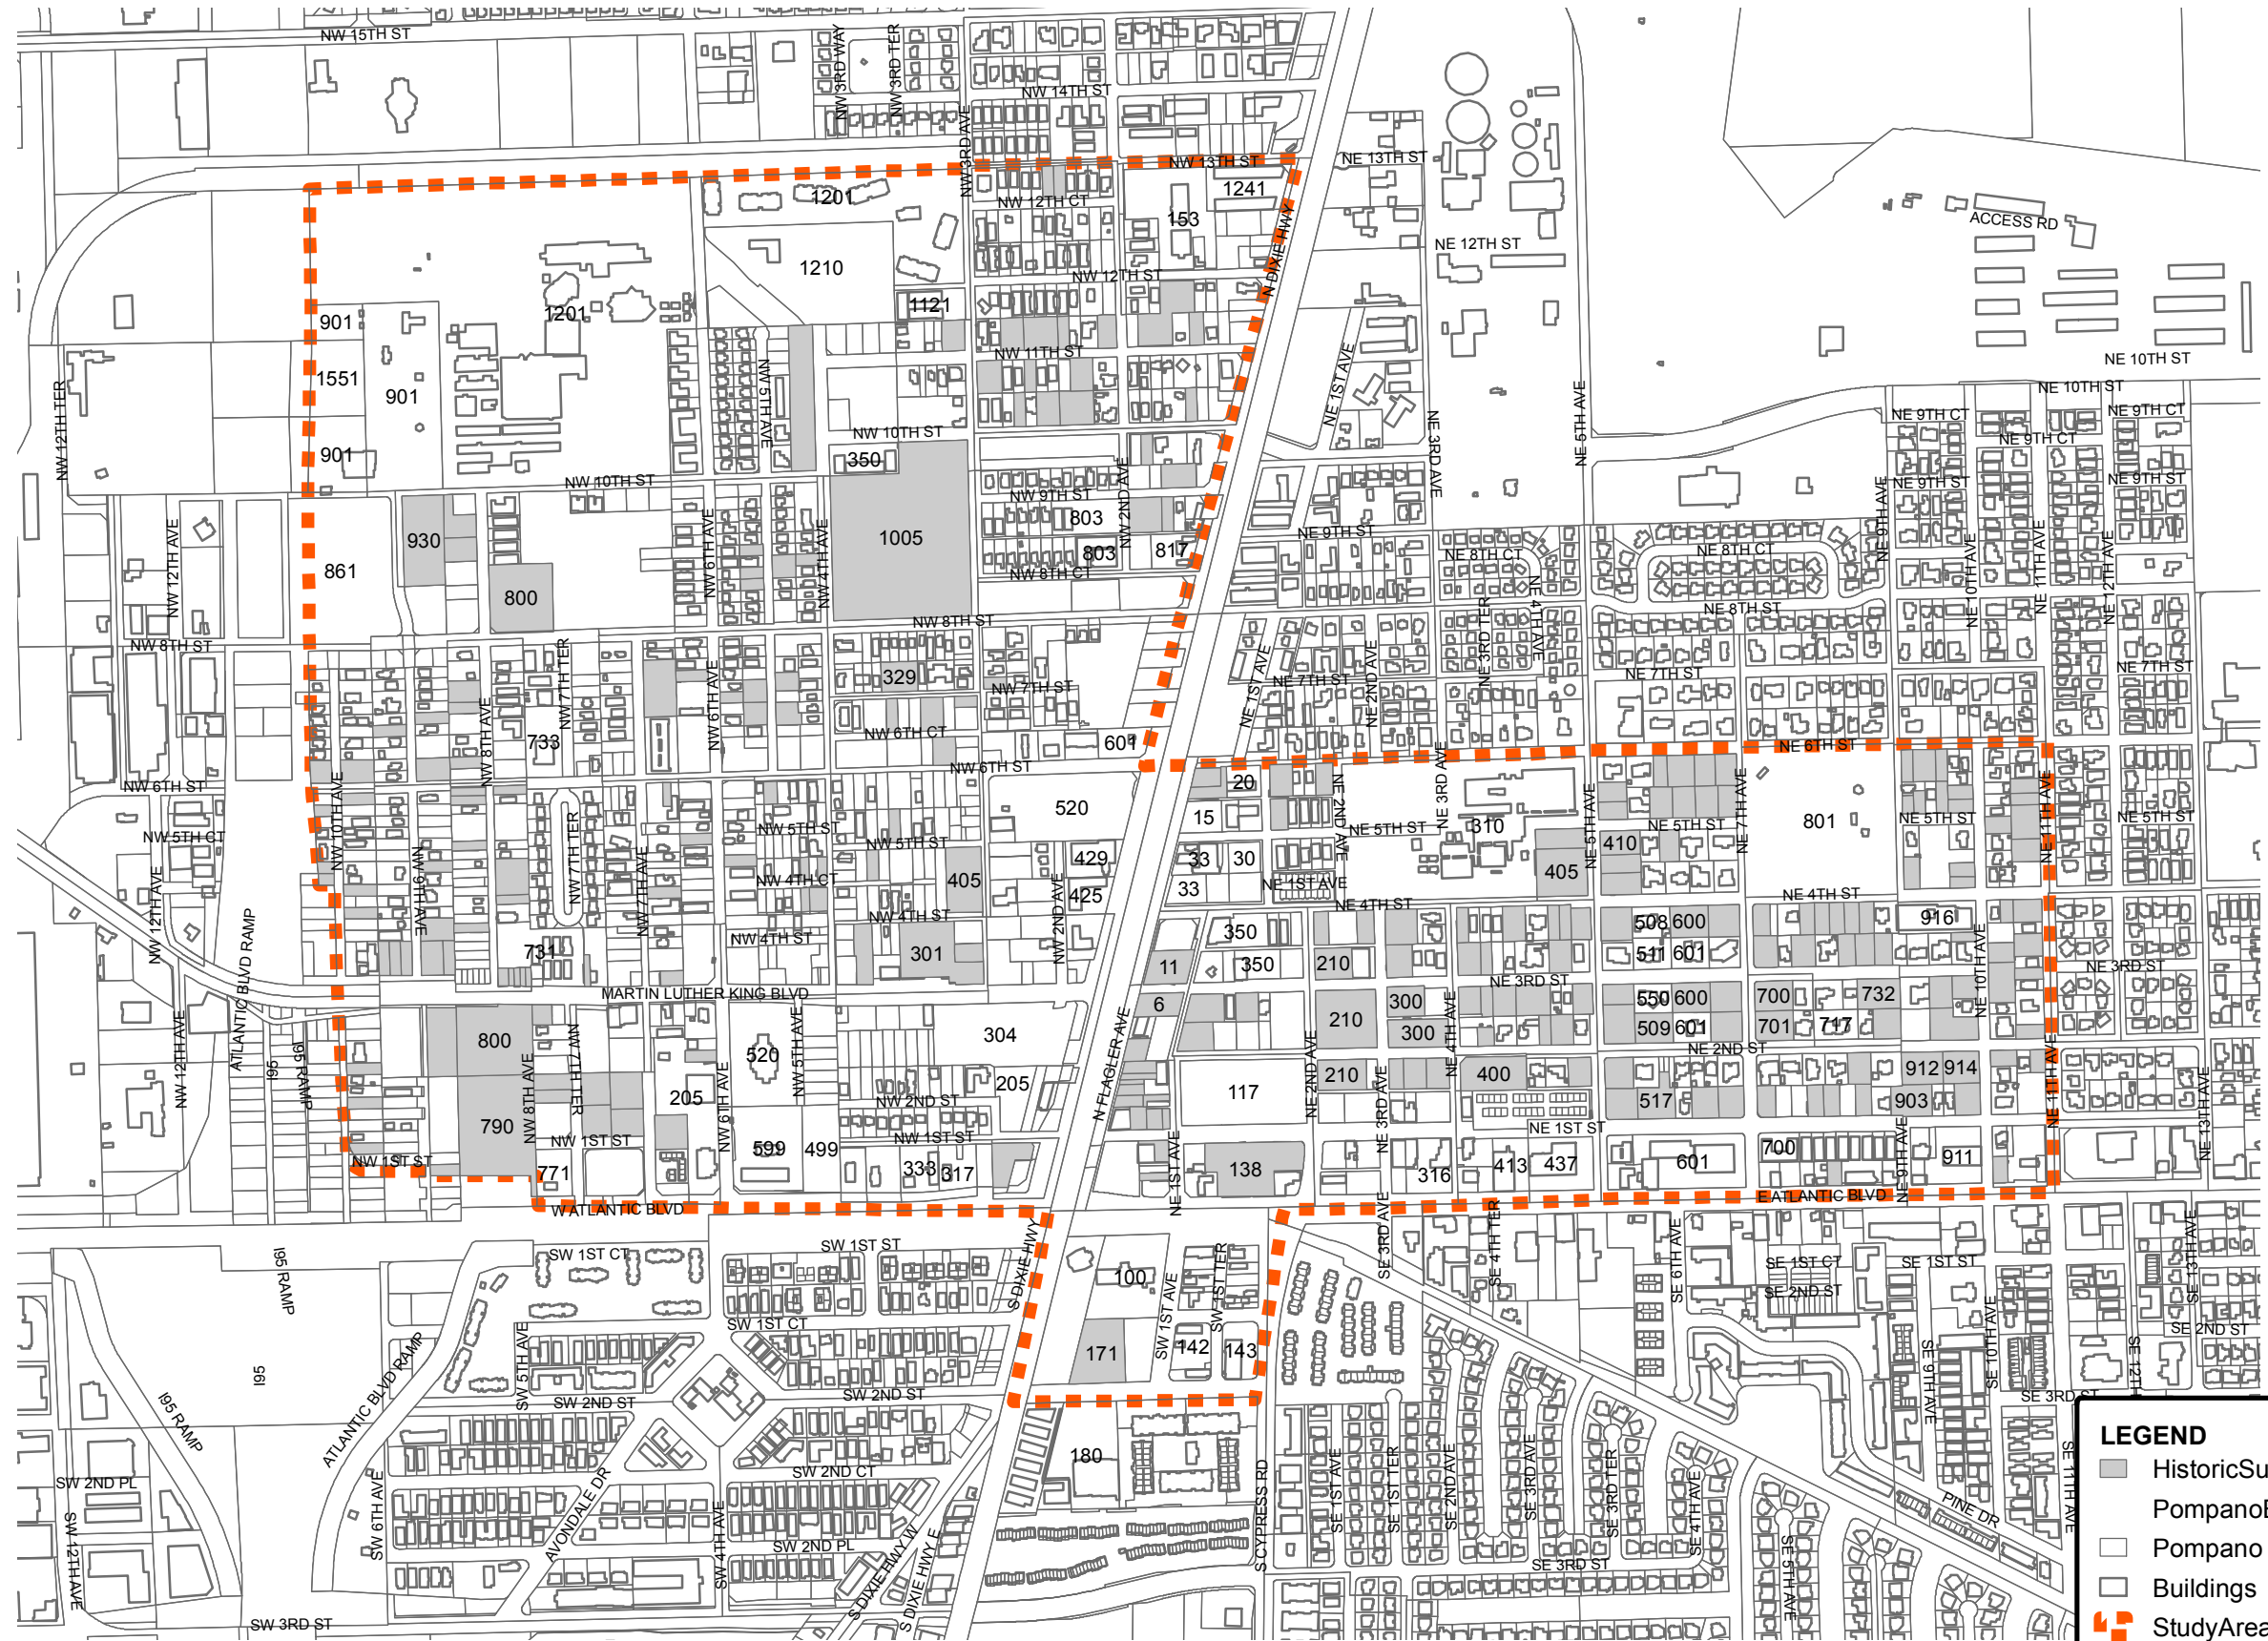 NW 15TH ST
NW 3RD WAY
NW 3RD TER
NW 14TH ST
NW 3RD AVE
NW 13TH ST
NE 13TH ST
1201
NW 12TH CT
153
1241
ACCESS RD
1210
NE 12TH ST
N DIXIE HWY
NW 12TH ST
901
1201
1121
NW 11TH ST
NE 1ST AVE
NE 10TH ST
1551
901
NW 12TH TER
NW 5TH AVE
NE 5TH AVE
NE 10TH ST
NE 9TH CT
NE 9TH CT
NE 3RD AVE
NW 10TH ST
NE 9TH CT
901
350
NW 10TH ST
NW 2ND AVE
NE 9TH ST
NE 9TH ST
NW 9TH ST
803
NW 12TH AVE
930
NW 6TH AVE
NW 4TH AVE
1005
NE 9TH ST
NE 9TH AVE
803
817
NE 8TH CT
NE 8TH CT
NE 10TH AVE
NE 11TH AVE
NE 12TH AVE
861
NW 8TH CT
800
NE 4TH AVE
NE 3RD TER
NE 8TH ST
NW 8TH ST
NW 8TH ST
NW 7TH TER
329
NW 7TH ST
NE 1ST AVE
NE 7TH ST
NE 2ND AVE
NE 7TH ST
NE 7TH ST
NW 8TH AVE
NW 6TH AVE
733
NW 6TH CT
601
NE 6TH ST
NE 3RD AVE
NW 6TH ST
NW 6TH ST
NW 10TH AVE
20
NE 2ND AVE
NE 5TH AVE
NE 7TH AVE
NE 11TH AVE
520
15
NE 5TH ST
310
NE 5TH ST
801
NE 5TH ST
NE 5TH ST
NW 5TH CT
NW 5TH ST
NW 5TH ST
NW 7TH TER
410
429
33
30
405
NW 12TH AVE
NW 9TH AVE
NW 7TH AVE
NW 4TH CT
405
425
33
NE 1ST AVE
NE 4TH ST
NE 4TH ST
NW 4TH ST
NW 4TH ST
NW 2ND AVE
508
600
916
350
731
301
511
601
11
350
210
NE 10TH AVE
NE 3RD ST
NE 3RD ST
ATLANTIC BLVD RAMP
MARTIN LUTHER KING BLVD
6
300
550
600
700
732
210
300
NE 4TH AVE
509
601
701
717
NE 2ND ST
NW 12TH AVE
I95
I95 RAMP
800
NW 7TH TER
520
NW 5TH AVE
304
N FLAGLER AVE
NE 2ND AVE
210
NE 3RD AVE
400
912
914
NE 11TH AVE
NE 13TH AVE
205
NW 6TH AVE
205
117
NW 8TH AVE
790
NW 2ND ST
517
903
NW 1ST ST
599
499
NW 1ST ST
NE 1ST ST
NE 1ST AVE
NE 9TH AVE
NW 1ST ST
771
333
317
138
316
413
437
601
700
911
E ATLANTIC BLVD
W ATLANTIC BLVD
SW 1ST CT
SW 1ST ST
I95 RAMP
S DIXIE HWY
100
SW 1ST AVE
SW 1ST TER
SE 3RD AVE
SE 4TH TER
SE 6TH AVE
SE 1ST CT
SE 1ST ST
SE 2ND ST
SE 13TH AVE
SW 1ST CT
171
142
143
SE 2ND ST
SW 5TH AVE
I95
ATLANTIC BLVD RAMP
SW 2ND ST
SW 2ND ST
SE 9TH AVE
SE 10TH AVE
SE 12TH
SE 3RD ST
I95 RAMP
180
SW 2ND PL
SW 2ND CT
SW 6TH AVE
AVONDALE DR
SW 4TH AVE
SW 2ND PL
SW 12TH AVE
S DIXIE HWY W
S DIXIE HWY E
S CYPRESS RD
SE 1ST AVE
SE 1ST TER
SE 2ND AVE
SE 3RD AVE
SE 3RD TER
SE 4TH AVE
SE 5TH AVE
PINE DR
SE 11TH AVE
SE 3RD ST
SW 3RD ST
LEGEND
HistoricSu
PompanoB
Pompano
Buildings
StudyArea